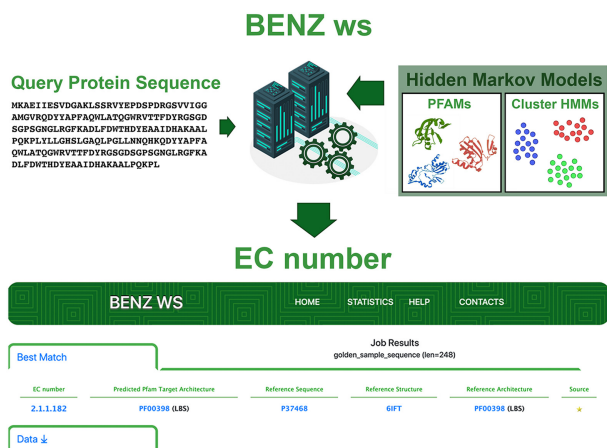 BENZ ws
Query Protein Sequence
MKAEIIESVDGAKLSSRVYEPDSPDRGSVVIGG
AMGVRQDYYAPFAQWLATQGWRVTTFDYRGSGD
SGPSGNGLRGFKADLFDWTHDYEAAIDHAKAAL
PQKPLYLLGHSLGAQLPGLLNNQHKQDYYAPFA
QWLATQGWRVTTFDYRGSGDSGPSGNGLRGFKA
DLFDWTHDYEAAIDHAKAALPQKPL
Hidden Markov Models
PFAMs
Cluster HMMs
EC number
BENZ WS HOME STATISTICS HELP CONTACTS
Job Results
golden_sample_sequence (len=248)
Best Match
EC number Predicted Pfam Target Architecture Reference Sequence Reference Structure Reference Architecture Source
2.1.1.182 PF00398 (LBS) P37468 6IFT PF00398 (LBS)
Data